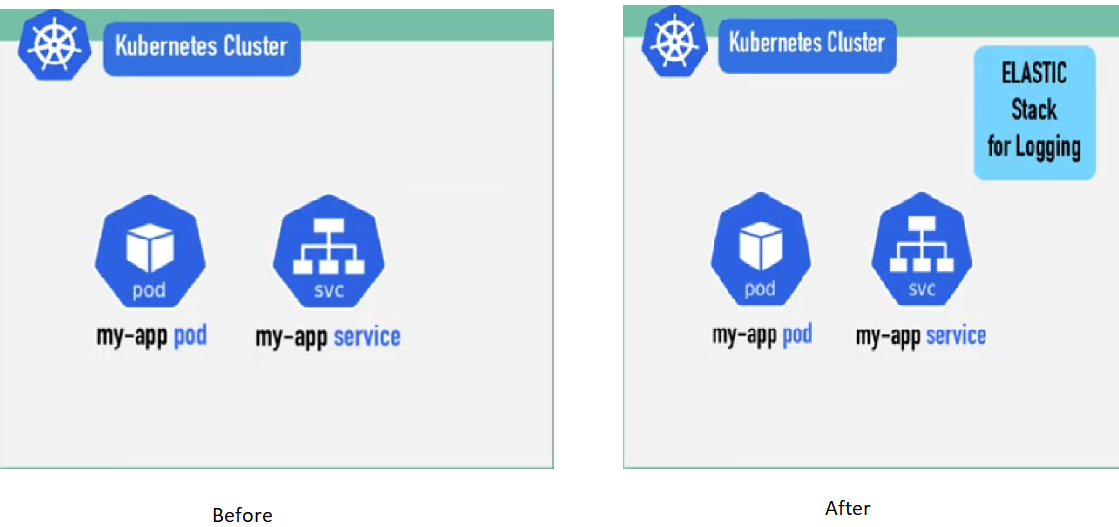 Kubernetes Cluster
pod
svc
my-app pod
my-app service
Before
Kubernetes Cluster
ELASTIC
Stack
for Logging
pod
svc
my-app pod
my-app service
After